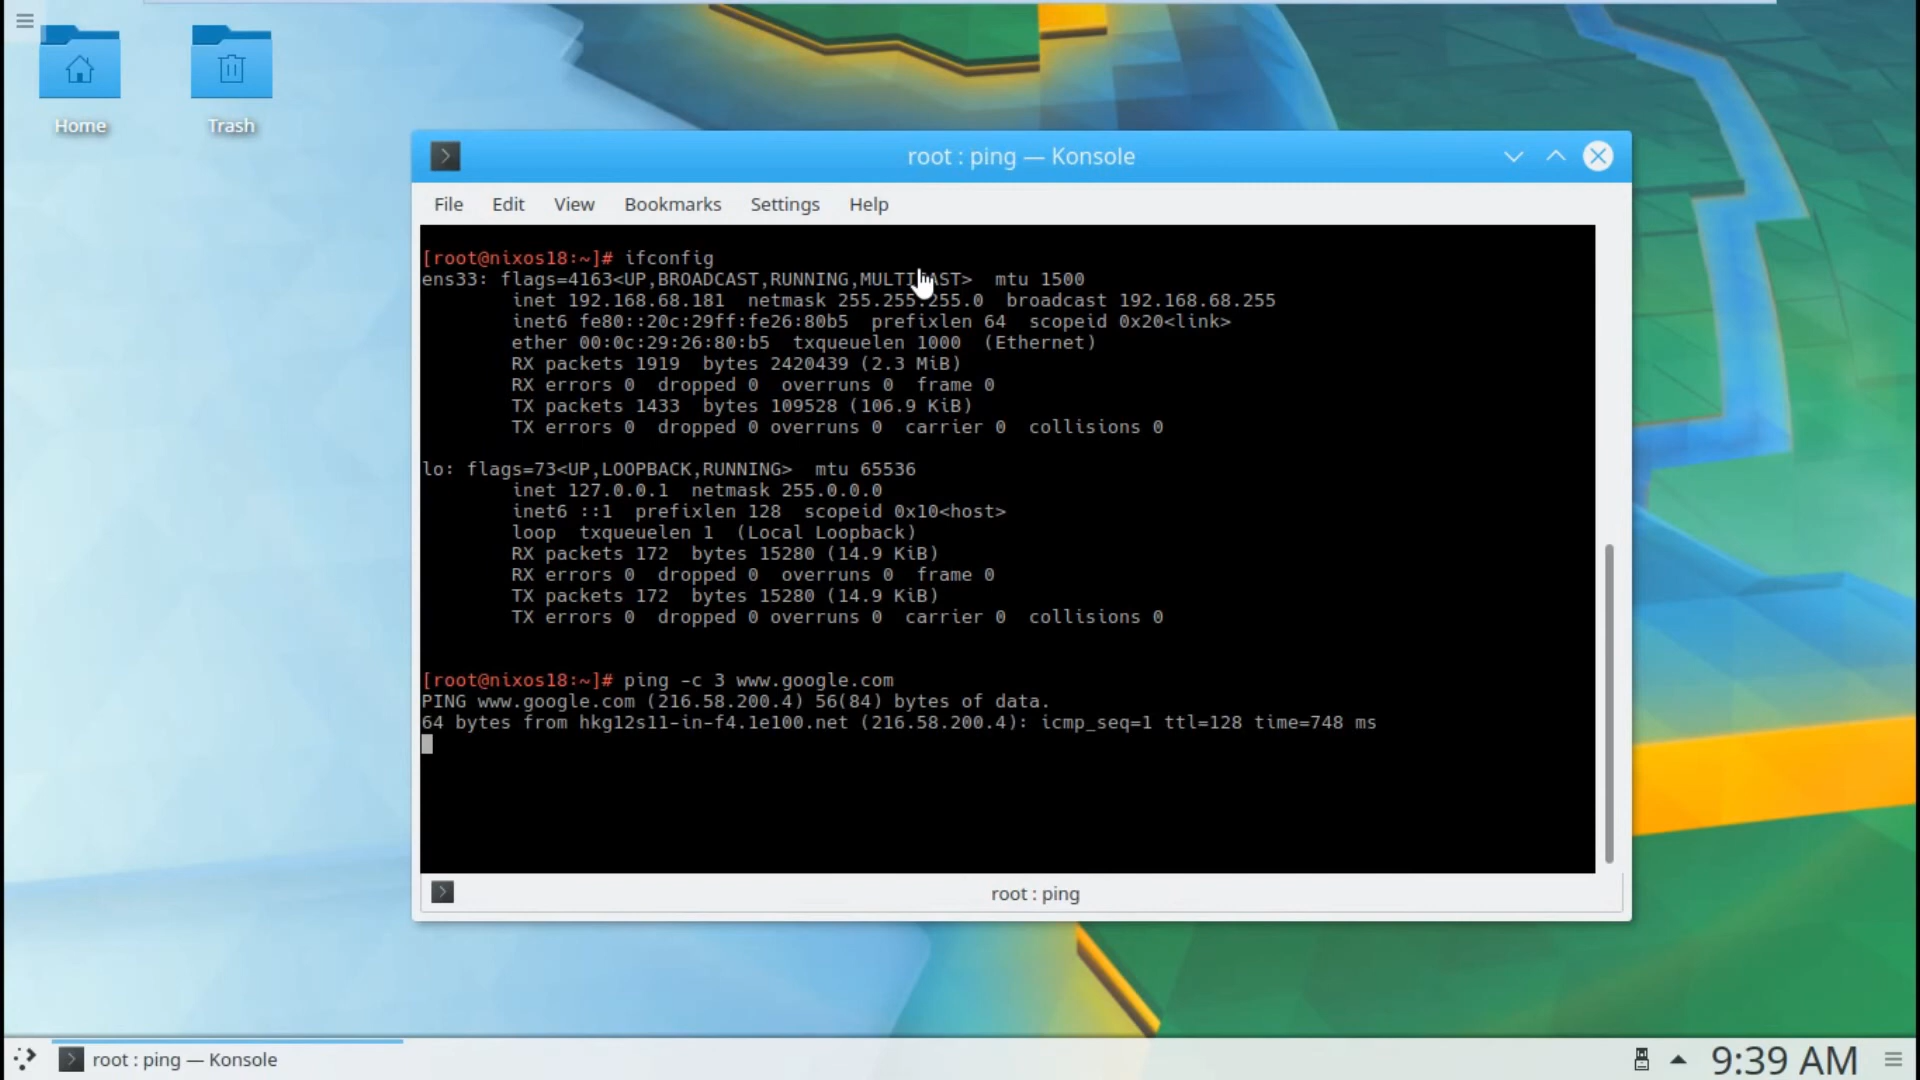 Home
Trash
root : ping — Konsole
File Edit View Bookmarks Settings Help
[root@nixos18:~]# ifconfig
ens33: flags=4163<UP,BROADCAST,RUNNING,MULTICAST>  mtu 1500
        inet 192.168.68.181  netmask 255.255.255.0  broadcast 192.168.68.255
        inet6 fe80::20c:29ff:fe26:80b5  prefixlen 64  scopeid 0x20<link>
        ether 00:0c:29:26:80:b5  txqueuelen 1000  (Ethernet)
        RX packets 1919  bytes 2420439 (2.3 MiB)
        RX errors 0  dropped 0  overruns 0  frame 0
        TX packets 1433  bytes 109528 (106.9 KiB)
        TX errors 0  dropped 0 overruns 0  carrier 0  collisions 0
lo: flags=73<UP,LOOPBACK,RUNNING>  mtu 65536
        inet 127.0.0.1  netmask 255.0.0.0
        inet6 ::1  prefixlen 128  scopeid 0x10<host>
        loop  txqueuelen 1  (Local Loopback)
        RX packets 172  bytes 15280 (14.9 KiB)
        RX errors 0  dropped 0  overruns 0  frame 0
        TX packets 172  bytes 15280 (14.9 KiB)
        TX errors 0  dropped 0 overruns 0  carrier 0  collisions 0
[root@nixos18:~]# ping -c 3 www.google.com
PING www.google.com (216.58.200.4) 56(84) bytes of data.
64 bytes from hkg12s11-in-f4.1e100.net (216.58.200.4): icmp_seq=1 ttl=128 time=748 ms
root : ping
root : ping — Konsole
9:39 AM